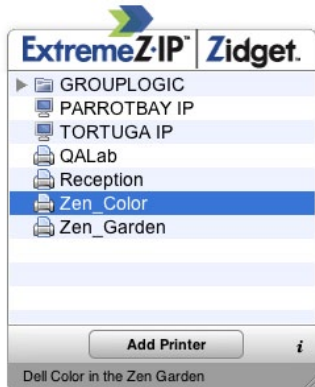 ExtremeZ-IP™ Zidget.
GROUPLOGIC
PARROTBAY IP
TORTUGA IP
QALab
Reception
Zen_Color
Zen_Garden
Add Printer i
Dell Color in the Zen Garden